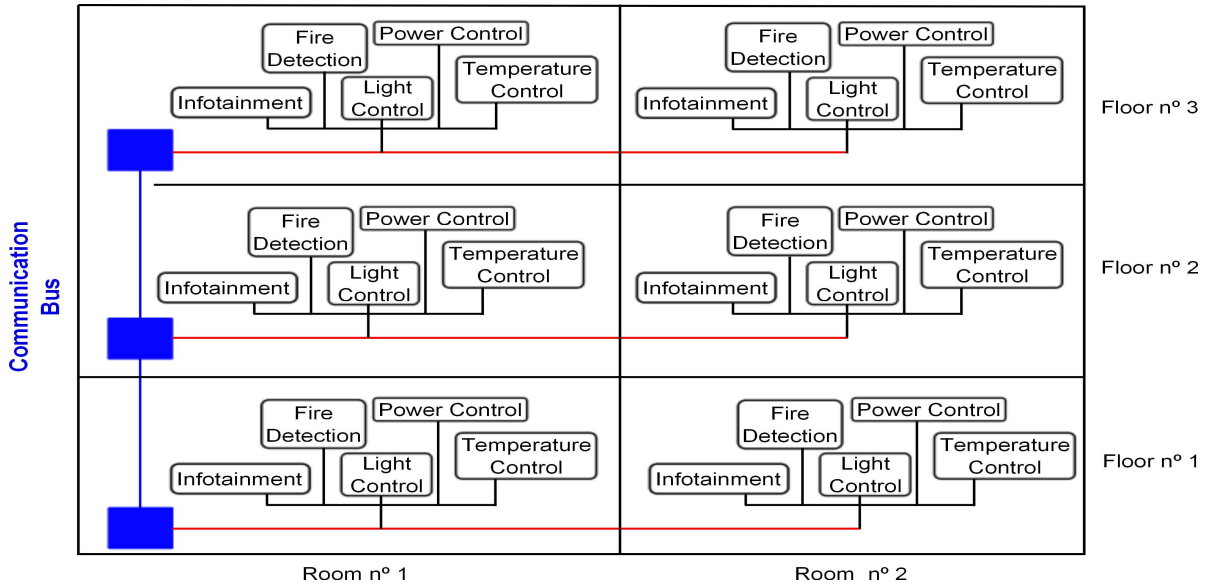 Fire
Detection
Power Control
Infotainment
Light
Control
Temperature
Control
Fire
Detection
Power Control
Infotainment
Light
Control
Temperature
Control
Floor nº 3
Communication
Bus
Fire
Detection
Power Control
Infotainment
Light
Control
Temperature
Control
Fire
Detection
Power Control
Infotainment
Light
Control
Temperature
Control
Floor nº 2
Fire
Detection
Power Control
Infotainment
Light
Control
Temperature
Control
Fire
Detection
Power Control
Infotainment
Light
Control
Temperature
Control
Floor nº 1
Room nº 1
Room nº 2